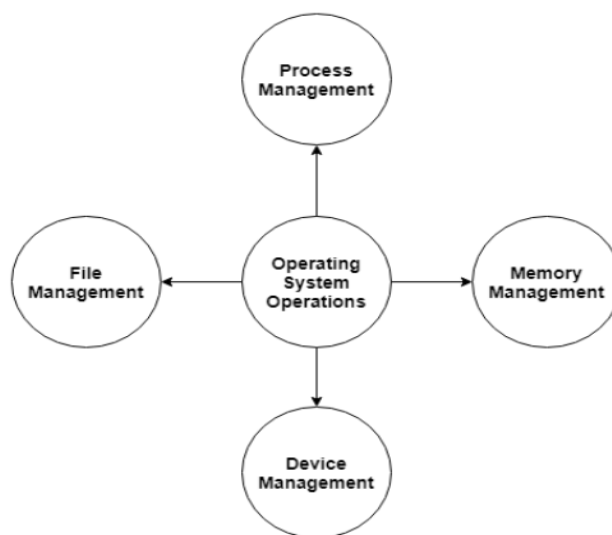 Process
Management
File
Management
Operating
System
Operations
Memory
Management
Device
Management